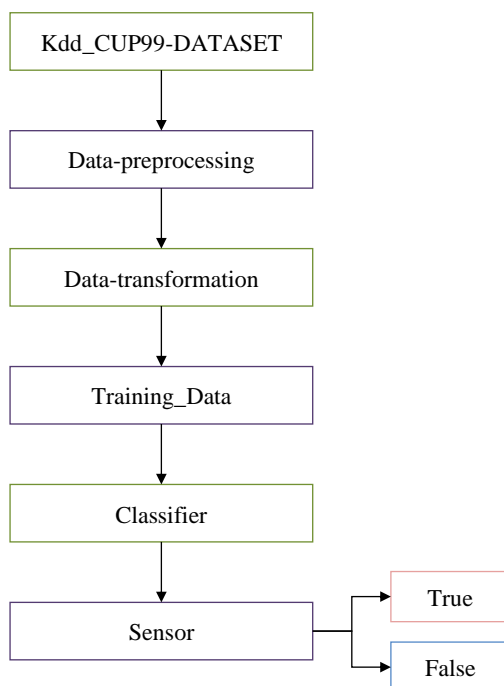 Kdd_CUP99-DATASET
Data-preprocessing
Data-transformation
Training_Data
Classifier
Sensor
True
False